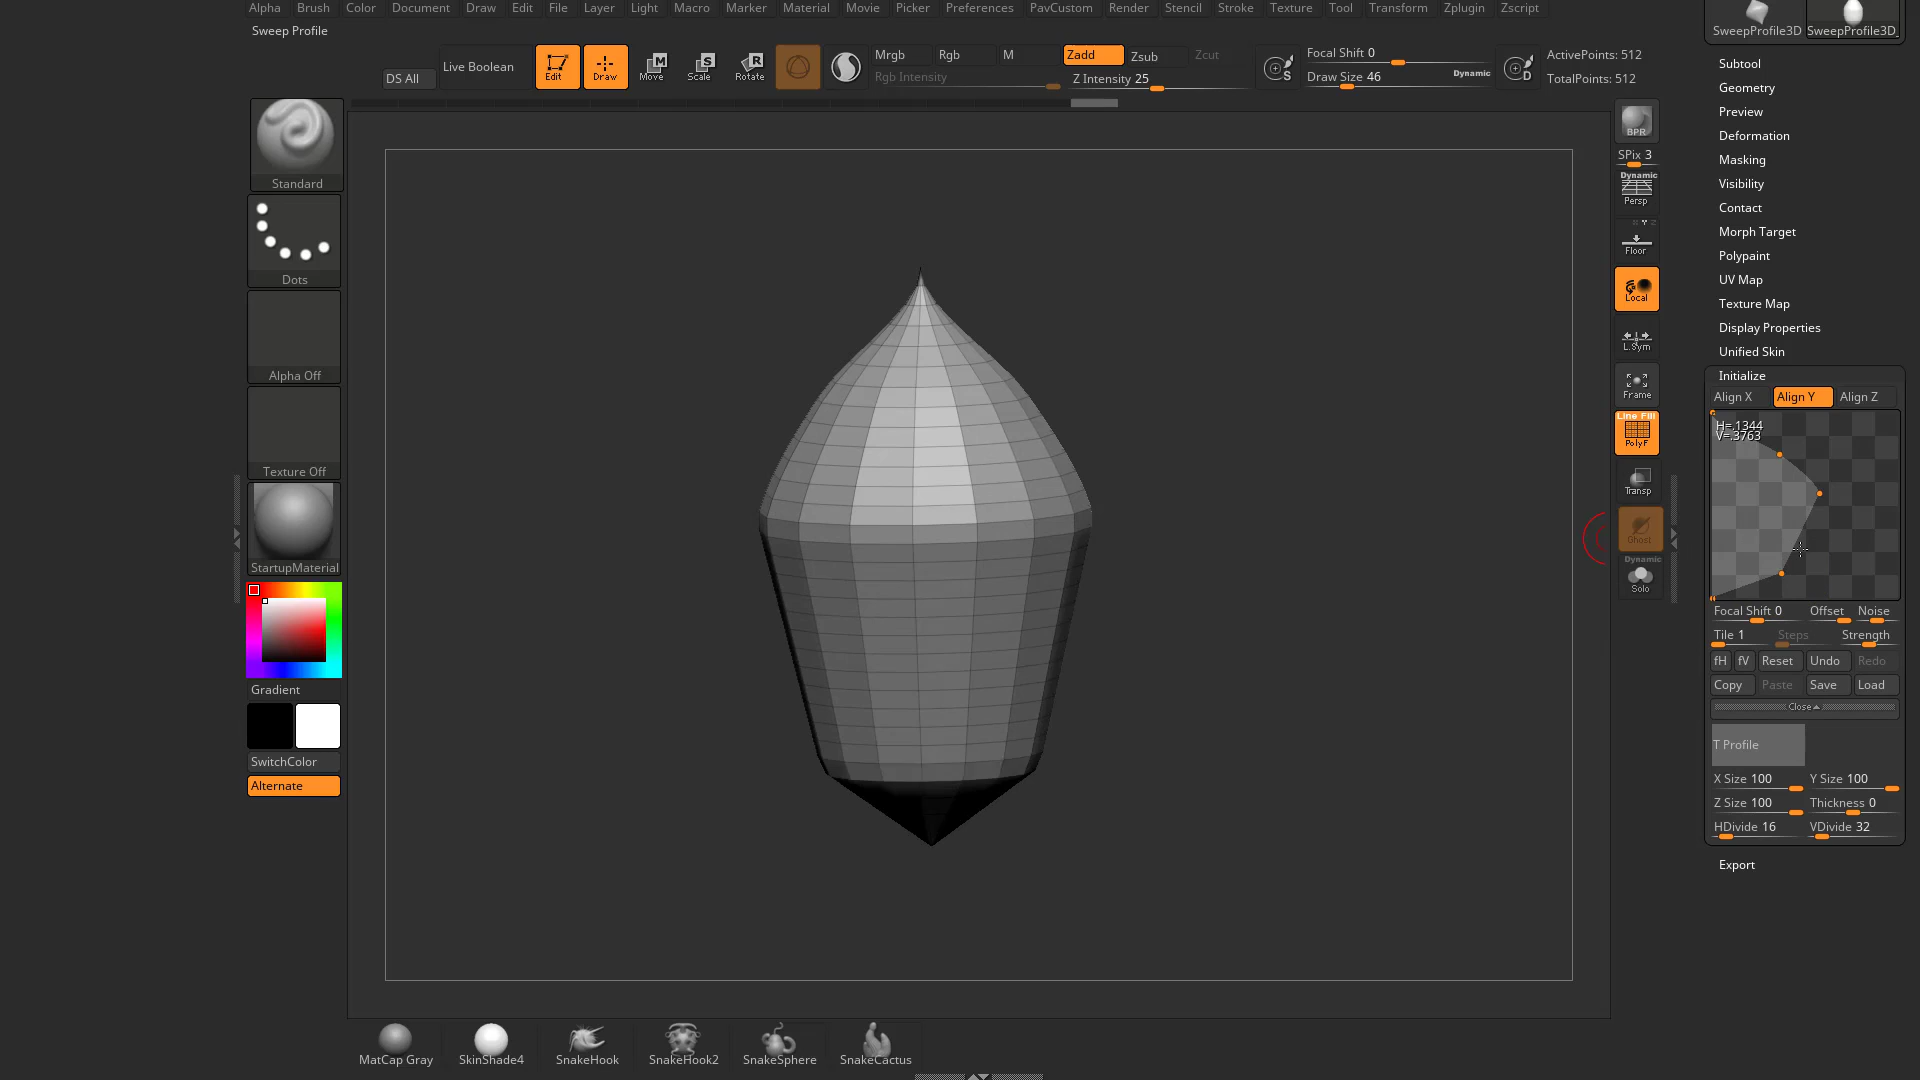 Alpha Brush Color Document Draw Edit File Layer Light Macro Marker Material Movie Picker Preferences PavCustom Render Stencil Stroke Texture Tool Transform Zplugin Zscript
Sweep Profile
DS All
Live Boolean
Edit
Draw
Move
Scale
Rotate
Mrgb Rgb M
Rgb Intensity
Zadd Zsub Zcut
Z Intensity 25
Focal Shift 0
Draw Size 46
Dynamic
ActivePoints: 512
TotalPoints: 512
SweepProfile3D SweepProfile3D_
Standard
Dots
Alpha Off
Texture Off
StartupMaterial
Gradient
SwitchColor
Alternate
BPR
SPix 3
Dynamic
Persp
Floor
Local
L.Sym
Frame
Line Fill
PolyF
Transp
Ghost
Dynamic
Solo
Subtool
Geometry
Preview
Deformation
Masking
Visibility
Contact
Morph Target
Polypaint
UV Map
Texture Map
Display Properties
Unified Skin
Initialize
Align X Align Y Align Z
H=.1344
V=.3763
Focal Shift 0 Offset Noise
Tile 1 Steps Strength
fH fV Reset Undo Redo
Copy Paste Save Load
Close
T Profile
X Size 100 Y Size 100
Z Size 100 Thickness 0
HDivide 16 VDivide 32
Export
MatCap Gray SkinShade4 SnakeHook SnakeHook2 SnakeSphere SnakeCactus